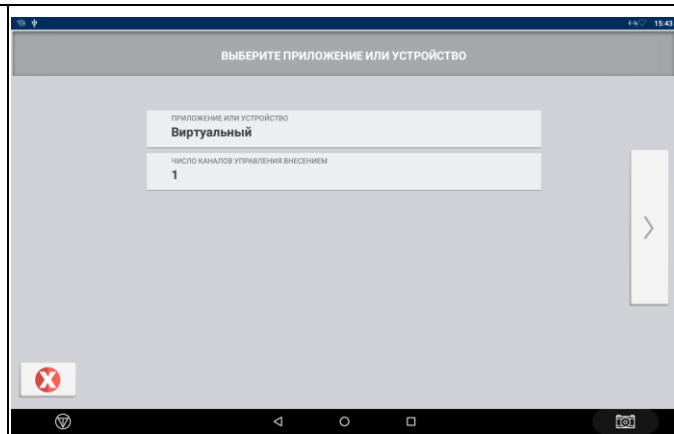 15:43
ВЫБЕРИТЕ ПРИЛОЖЕНИЕ ИЛИ УСТРОЙСТВО
ПРИЛОЖЕНИЕ ИЛИ УСТРОЙСТВО
Виртуальный
ЧИСЛО КАНАЛОВ УПРАВЛЕНИЯ ВНЕСЕНИЕМ
1